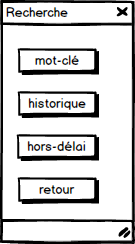 Recherche
mot-clé
historique
hors-délai
retour